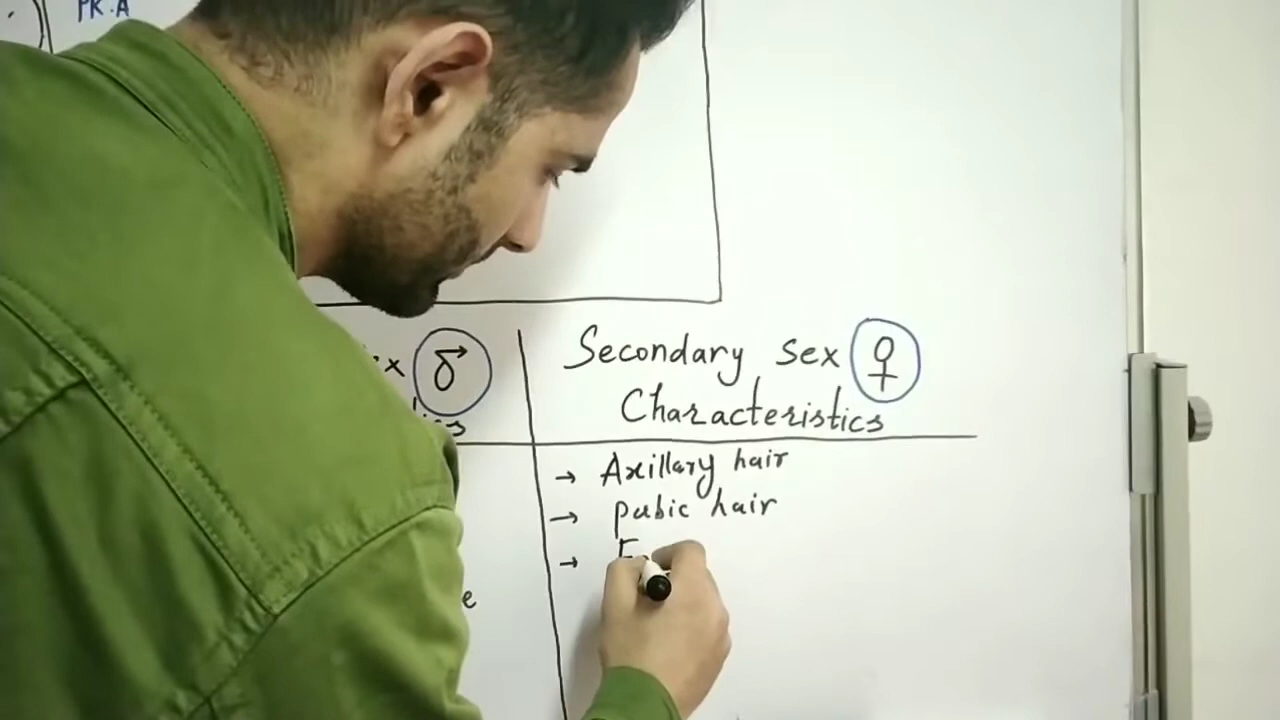 PR.A
Secondary sex ♀
Characteristics
→ Axillary hair
→ pubic hair
→